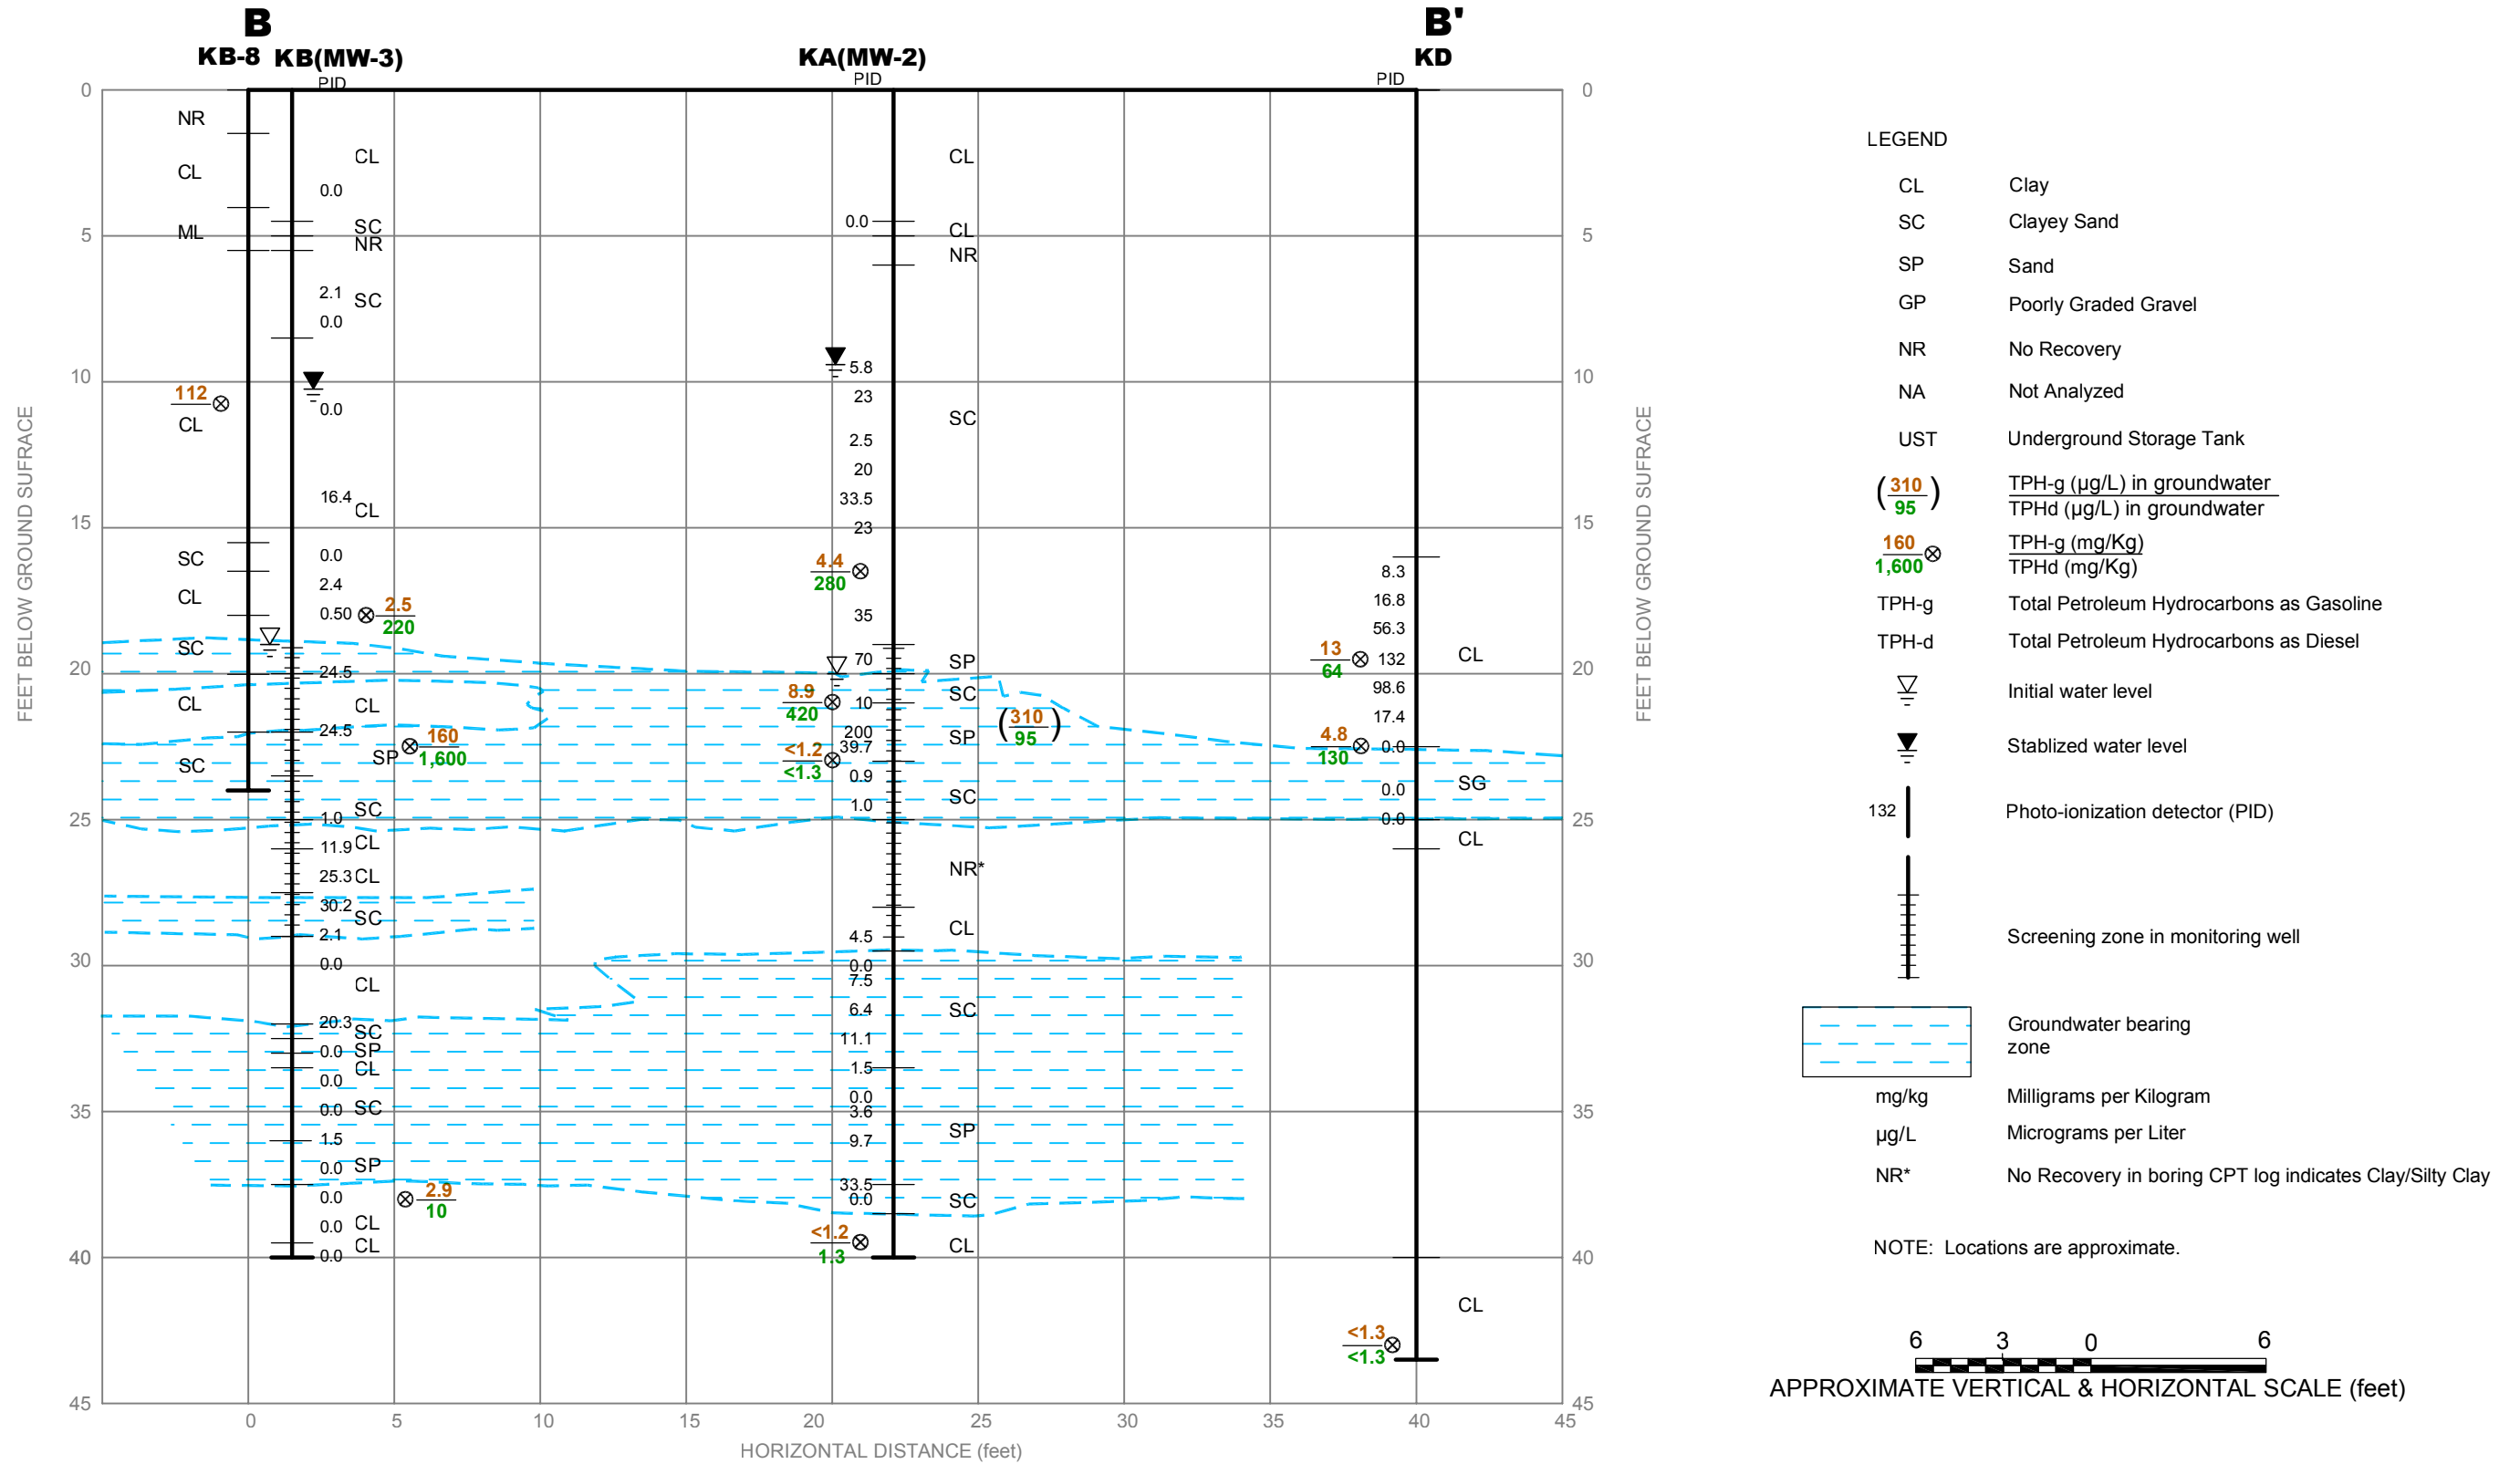 B B'
KB-8 KB(MW-3) KA(MW-2) KD
PID PID PID
0 0
NR
CL CL
CL
0.0
SC 0.0 CL
ML
5 NR 5
NR
2.1 SC
0.0
5.8
10 10
112 23
0.0 SC
CL
2.5
20
16.4 33.5
CL
15 23 15
SC 0.0 4.4
8.3
2.4 280
CL 16.8
0.50 2.5 35
220 56.3
SC 13
70 SP 132 CL
20 24.5 64 20
8.9 SC 98.6
CL CL 10
420 17.4
24.5 160 200 SP (310 4.8
SP 1,600 39.7 95) 0.0
SC <1.2 130
<1.3 0.9
SG
SC 1.0 SC 0.0
25 1.0 0.0 25
11.9 CL CL
25.3 CL NR*
30.2
SC
2.1 4.5 CL
30 0.0 0.0 30
7.5
CL
6.4 SC
20.3
SC 11.1
0.0 SP
CL 1.5
0.0
0.0
35 0.0 SC 3.6 35
1.5 9.7 SP
0.0 SP
33.5
0.0 2.9 0.0 SC
10
0.0 CL <1.2
CL CL
40 0.0 1.3 40
CL
<1.3
<1.3
45 45
0 5 10 15 20 25 30 35 40 45
HORIZONTAL DISTANCE (feet)
FEET BELOW GROUND SUFRACE
FEET BELOW GROUND SUFRACE
LEGEND
CL Clay
SC Clayey Sand
SP Sand
GP Poorly Graded Gravel
NR No Recovery
NA Not Analyzed
UST Underground Storage Tank
(310 TPH-g (µg/L) in groundwater
95) TPHd (µg/L) in groundwater
160 TPH-g (mg/Kg)
1,600 TPHd (mg/Kg)
TPH-g Total Petroleum Hydrocarbons as Gasoline
TPH-d Total Petroleum Hydrocarbons as Diesel
Initial water level
Stablized water level
132 Photo-ionization detector (PID)
Screening zone in monitoring well
Groundwater bearing
zone
mg/kg Milligrams per Kilogram
µg/L Micrograms per Liter
NR* No Recovery in boring CPT log indicates Clay/Silty Clay
NOTE: Locations are approximate.
6 3 0 6
APPROXIMATE VERTICAL & HORIZONTAL SCALE (feet)